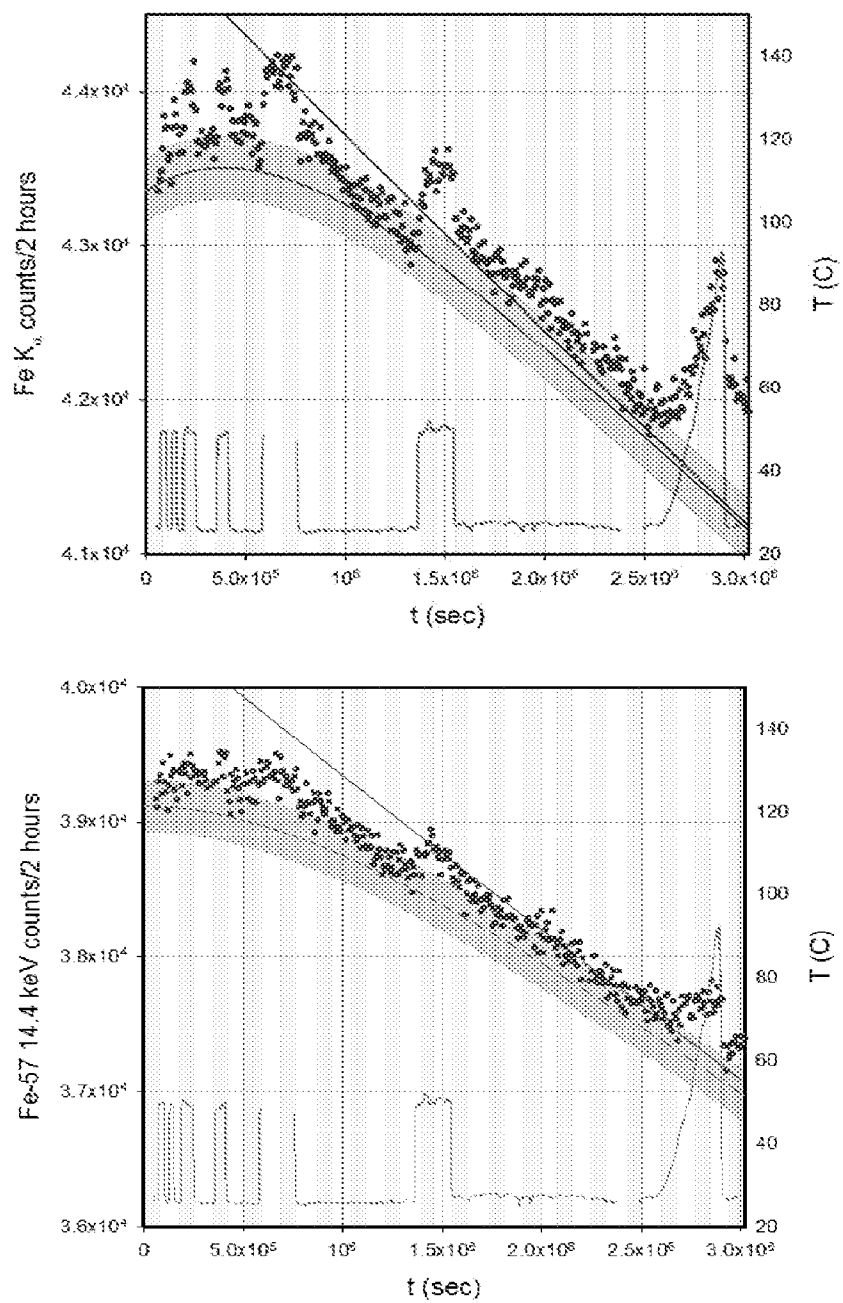 4.4x10⁴
4.3x10⁴
4.2x10⁴
4.1x10⁴
Fe Kα counts/2 hours
140
120
100
80
60
40
20
T (C)
0 5.0x10⁵ 10⁶ 1.5x10⁶ 2.0x10⁶ 2.5x10⁶ 3.0x10⁶
t (sec)
4.0x10⁴
3.9x10⁴
3.8x10⁴
3.7x10⁴
3.6x10⁴
Fe-57 14.4 keV counts/2 hours
140
120
100
80
60
40
20
T (C)
0 5.0x10⁵ 10⁶ 1.5x10⁶ 2.0x10⁶ 2.5x10⁶ 3.0x10⁶
t (sec)